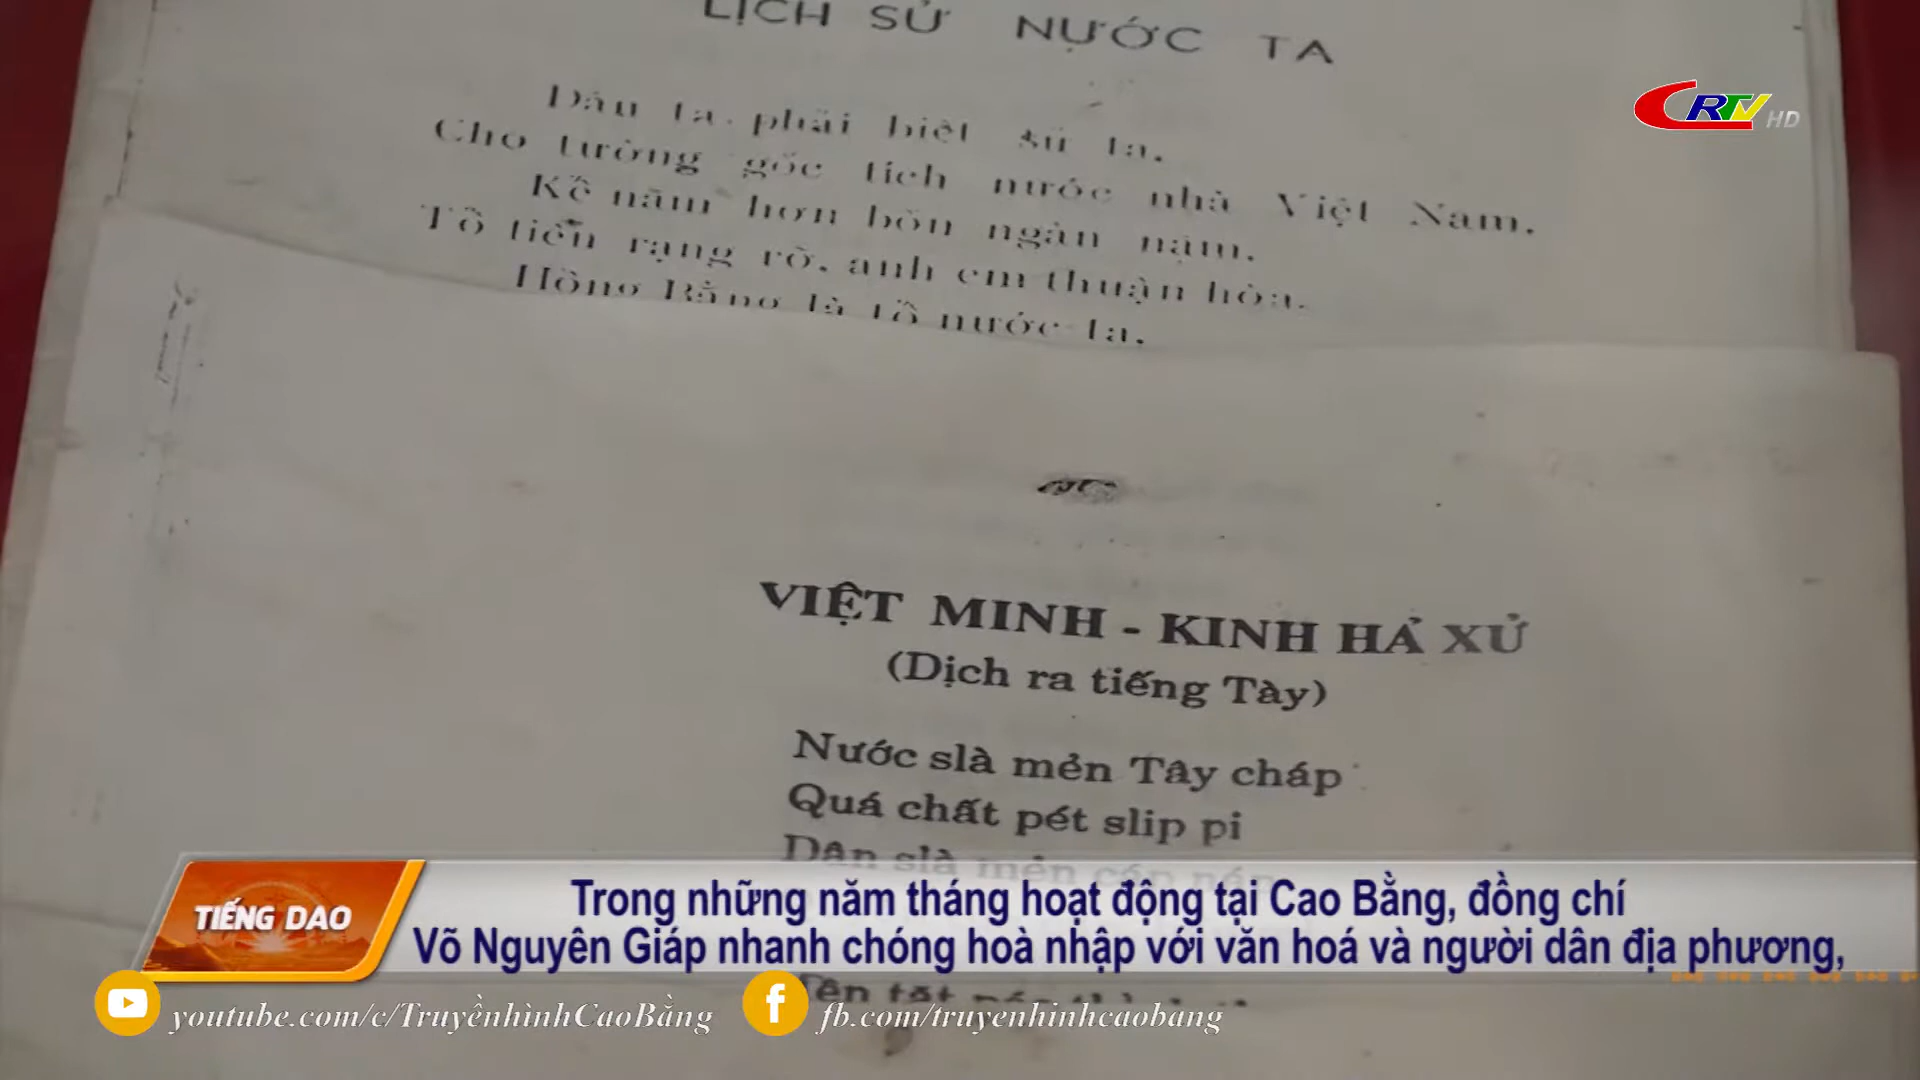 LỊCH SỬ NƯỚC TA
CRTV HD
Dân ta phải biết sử ta,
Cho tường gốc tích nước nhà Việt Nam.
Kể năm hơn bốn ngàn năm,
Tổ tiên rạng rỡ, anh em thuận hòa.
Hồng Bàng là tổ nước ta,
VIỆT MINH - KINH HẢ XỬ
(Dịch ra tiếng Tày)
Nước slà mẻn Tây cháp
Quá chất pét slip pi
Dân slà mẻn
TIẾNG DAO
Trong những năm tháng hoạt động tại Cao Bằng, đồng chí
Võ Nguyên Giáp nhanh chóng hoà nhập với văn hoá và người dân địa phương,
youtube.com/c/TruyềnhìnhCaoBằng
fb.com/truyenhinhcaobang